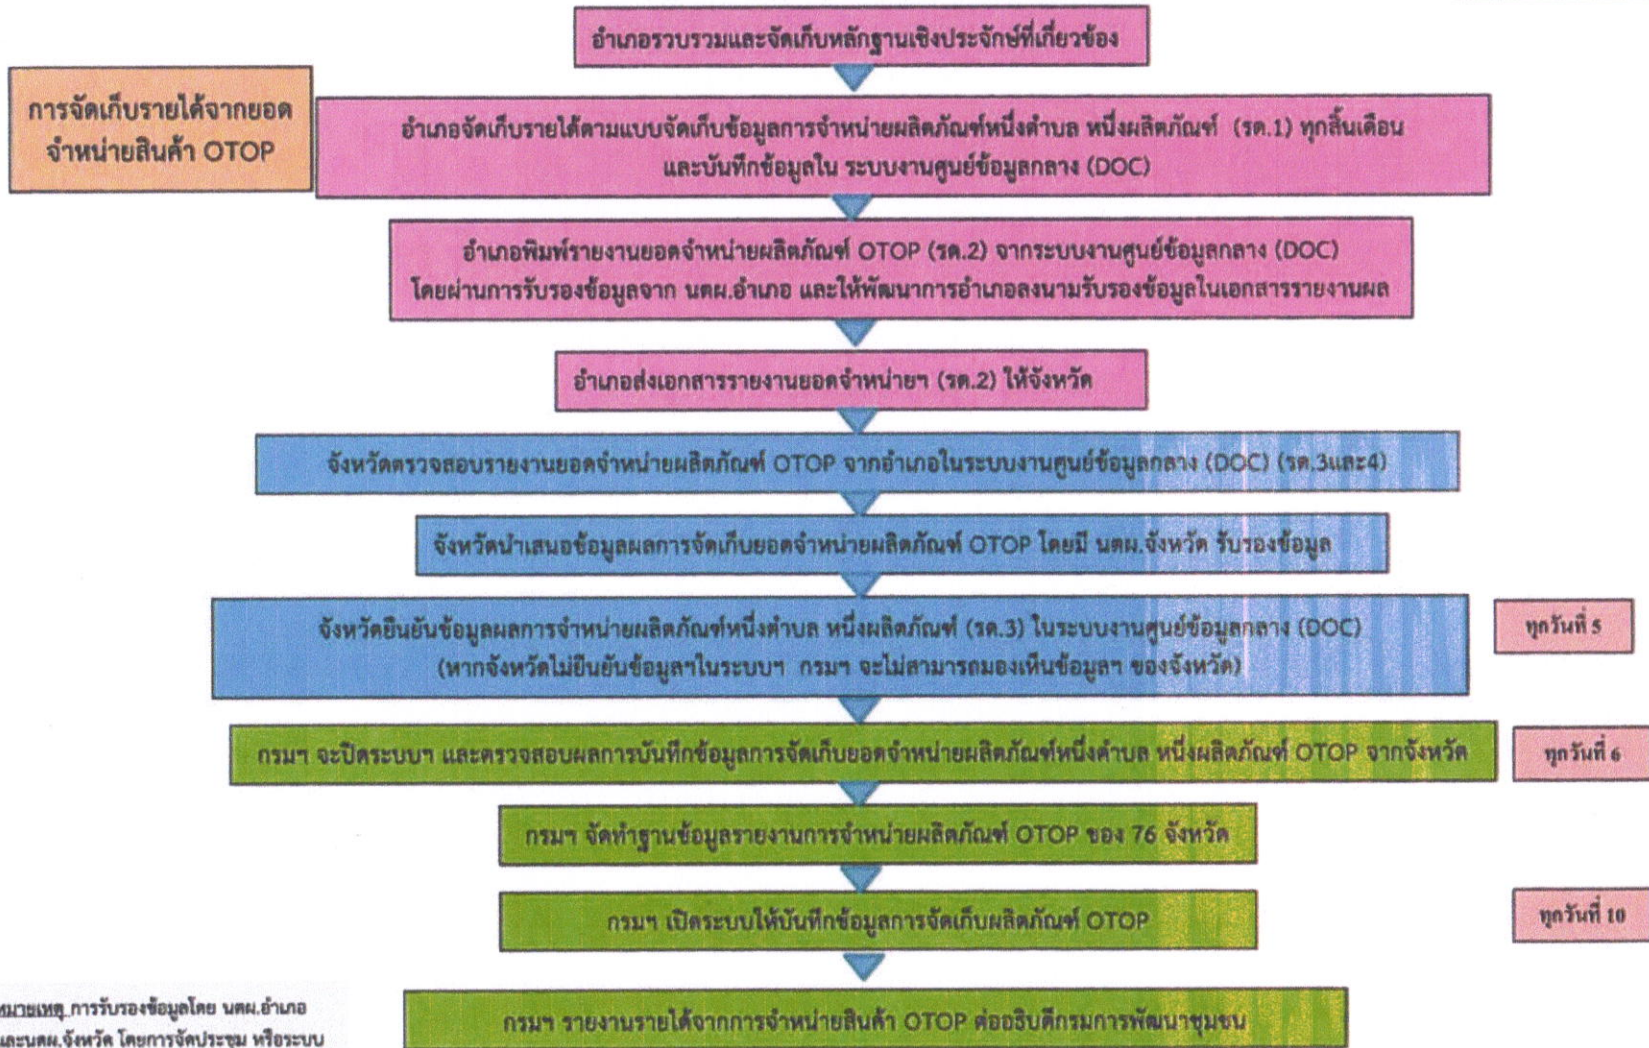 อำเภอรวบรวมและจัดเก็บหลักฐานเชิงประจักษ์ที่เกี่ยวข้อง
การจัดเก็บรายได้จากยอด
จำหน่ายสินค้า OTOP
อำเภอจัดเก็บรายได้ตามแบบจัดเก็บข้อมูลการจำหน่ายผลิตภัณฑ์หนึ่งตำบล หนึ่งผลิตภัณฑ์ (รด.1) ทุกสิ้นเดือน
และบันทึกข้อมูลใน ระบบงานศูนย์ข้อมูลกลาง (DOC)
อำเภอพิมพ์รายงานยอดจำหน่ายผลิตภัณฑ์ OTOP (รด.2) จากระบบงานศูนย์ข้อมูลกลาง (DOC)
โดยผ่านการรับรองข้อมูลจาก นตผ.อำเภอ และให้พัฒนาการอำเภอลงนามรับรองข้อมูลในเอกสารรายงานผล
อำเภอส่งเอกสารรายงานยอดจำหน่ายฯ (รด.2) ให้จังหวัด
จังหวัดตรวจสอบรายงานยอดจำหน่ายผลิตภัณฑ์ OTOP จากอำเภอในระบบงานศูนย์ข้อมูลกลาง (DOC) (รด.3และ4)
จังหวัดนำเสนอข้อมูลผลการจัดเก็บยอดจำหน่ายผลิตภัณฑ์ OTOP โดยมี นตผ.จังหวัด รับรองข้อมูล
จังหวัดยืนยันข้อมูลผลการจำหน่ายผลิตภัณฑ์หนึ่งตำบล หนึ่งผลิตภัณฑ์ (รด.3) ในระบบงานศูนย์ข้อมูลกลาง (DOC)
(หากจังหวัดไม่ยืนยันข้อมูลฯในระบบฯ กรมฯ จะไม่สามารถมองเห็นข้อมูลฯ ของจังหวัด)
ทุกวันที่ 5
กรมฯ จะปิดระบบฯ และตรวจสอบผลการบันทึกข้อมูลการจัดเก็บยอดจำหน่ายผลิตภัณฑ์หนึ่งตำบล หนึ่งผลิตภัณฑ์ OTOP จากจังหวัด
ทุกวันที่ 6
กรมฯ จัดทำฐานข้อมูลรายงานการจำหน่ายผลิตภัณฑ์ OTOP ของ 76 จังหวัด
กรมฯ เปิดระบบให้บันทึกข้อมูลการจัดเก็บผลิตภัณฑ์ OTOP
ทุกวันที่ 10
กรมฯ รายงานรายได้จากการจำหน่ายสินค้า OTOP ต่ออธิบดีกรมการพัฒนาชุมชน
หมายเหตุ การรับรองข้อมูลโดย นตผ.อำเภอ
และนตผ.จังหวัด โดยการจัดประชุม หรือระบบ